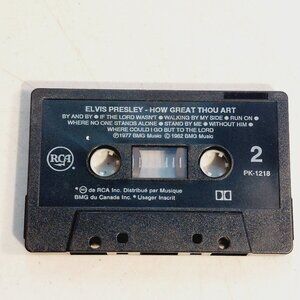 ELVIS PRESLEY - HOW GREAT THOU ART
BY AND BY ● IF THE LORD WASN'T ● WALKING BY MY SIDE ● RUN ON ●
WHERE NO ONE STANDS ALONE ● STAND BY ME ● WITHOUT HIM ●
WHERE COULD I GO BUT TO THE LORD
℗1977 BMG Music ©1962 BMG Music
RCA
2
PK-1218
de RCA Inc. Distribué par Musique
BMG du Canada Inc. ● Usager Inscrit